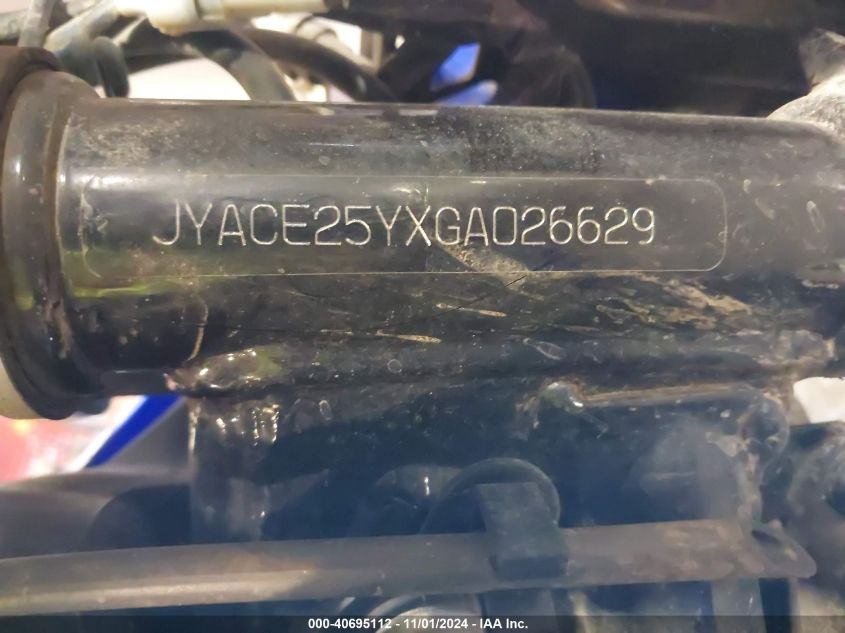 JYACE25YXGA026629
000-40695112 - 11/01/2024 - IAA Inc.